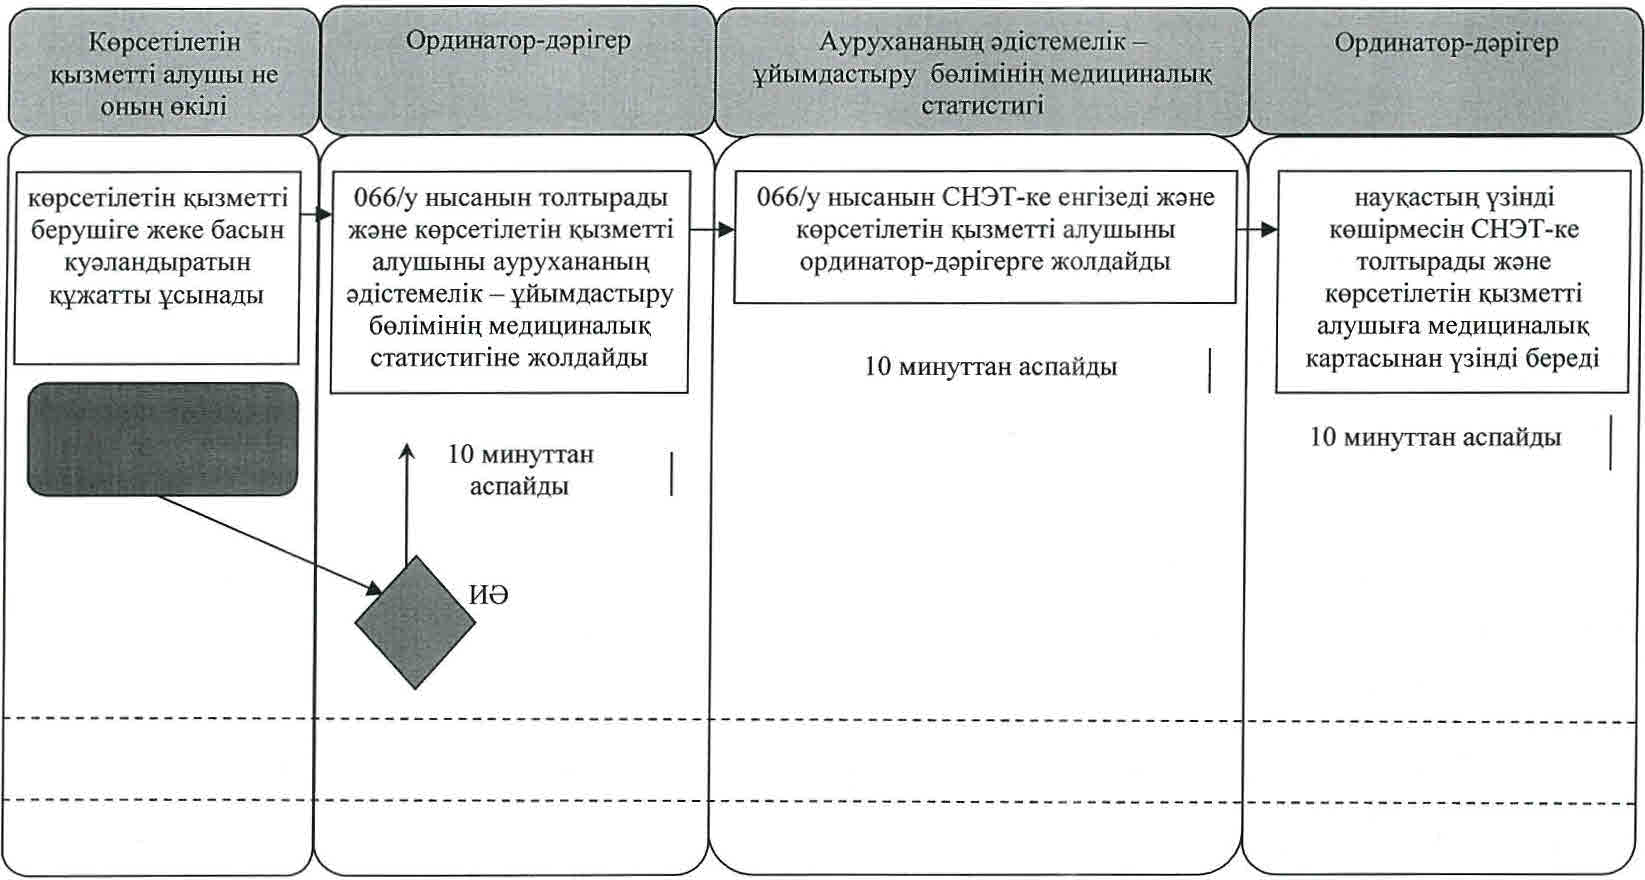 Көрсетілетін
қызметті алушы не
оның өкілі
Ординатор-дәрігер
Аурухананың әдістемелік –
ұйымдастыру бөлімінің медициналық
статистигі
Ординатор-дәрігер
көрсетілетін қызметті
берушіге жеке басын
куәландыратын
құжатты ұсынады
066/у нысанын толтырады
және көрсетілетін қызметті
алушыны аурухананың
әдістемелік – ұйымдастыру
бөлімінің медициналық
статистигіне жолдайды
066/у нысанын СНЭТ-ке енгізеді және
көрсетілетін қызметті алушыны
ординатор-дәрігерге жолдайды
науқастың үзінді
көшірмесін СНЭТ-ке
толтырады және
көрсетілетін қызметті
алушыға медициналық
картасынан үзінді береді
10 минуттан
аспайды
10 минуттан аспайды
10 минуттан аспайды
ИӘ